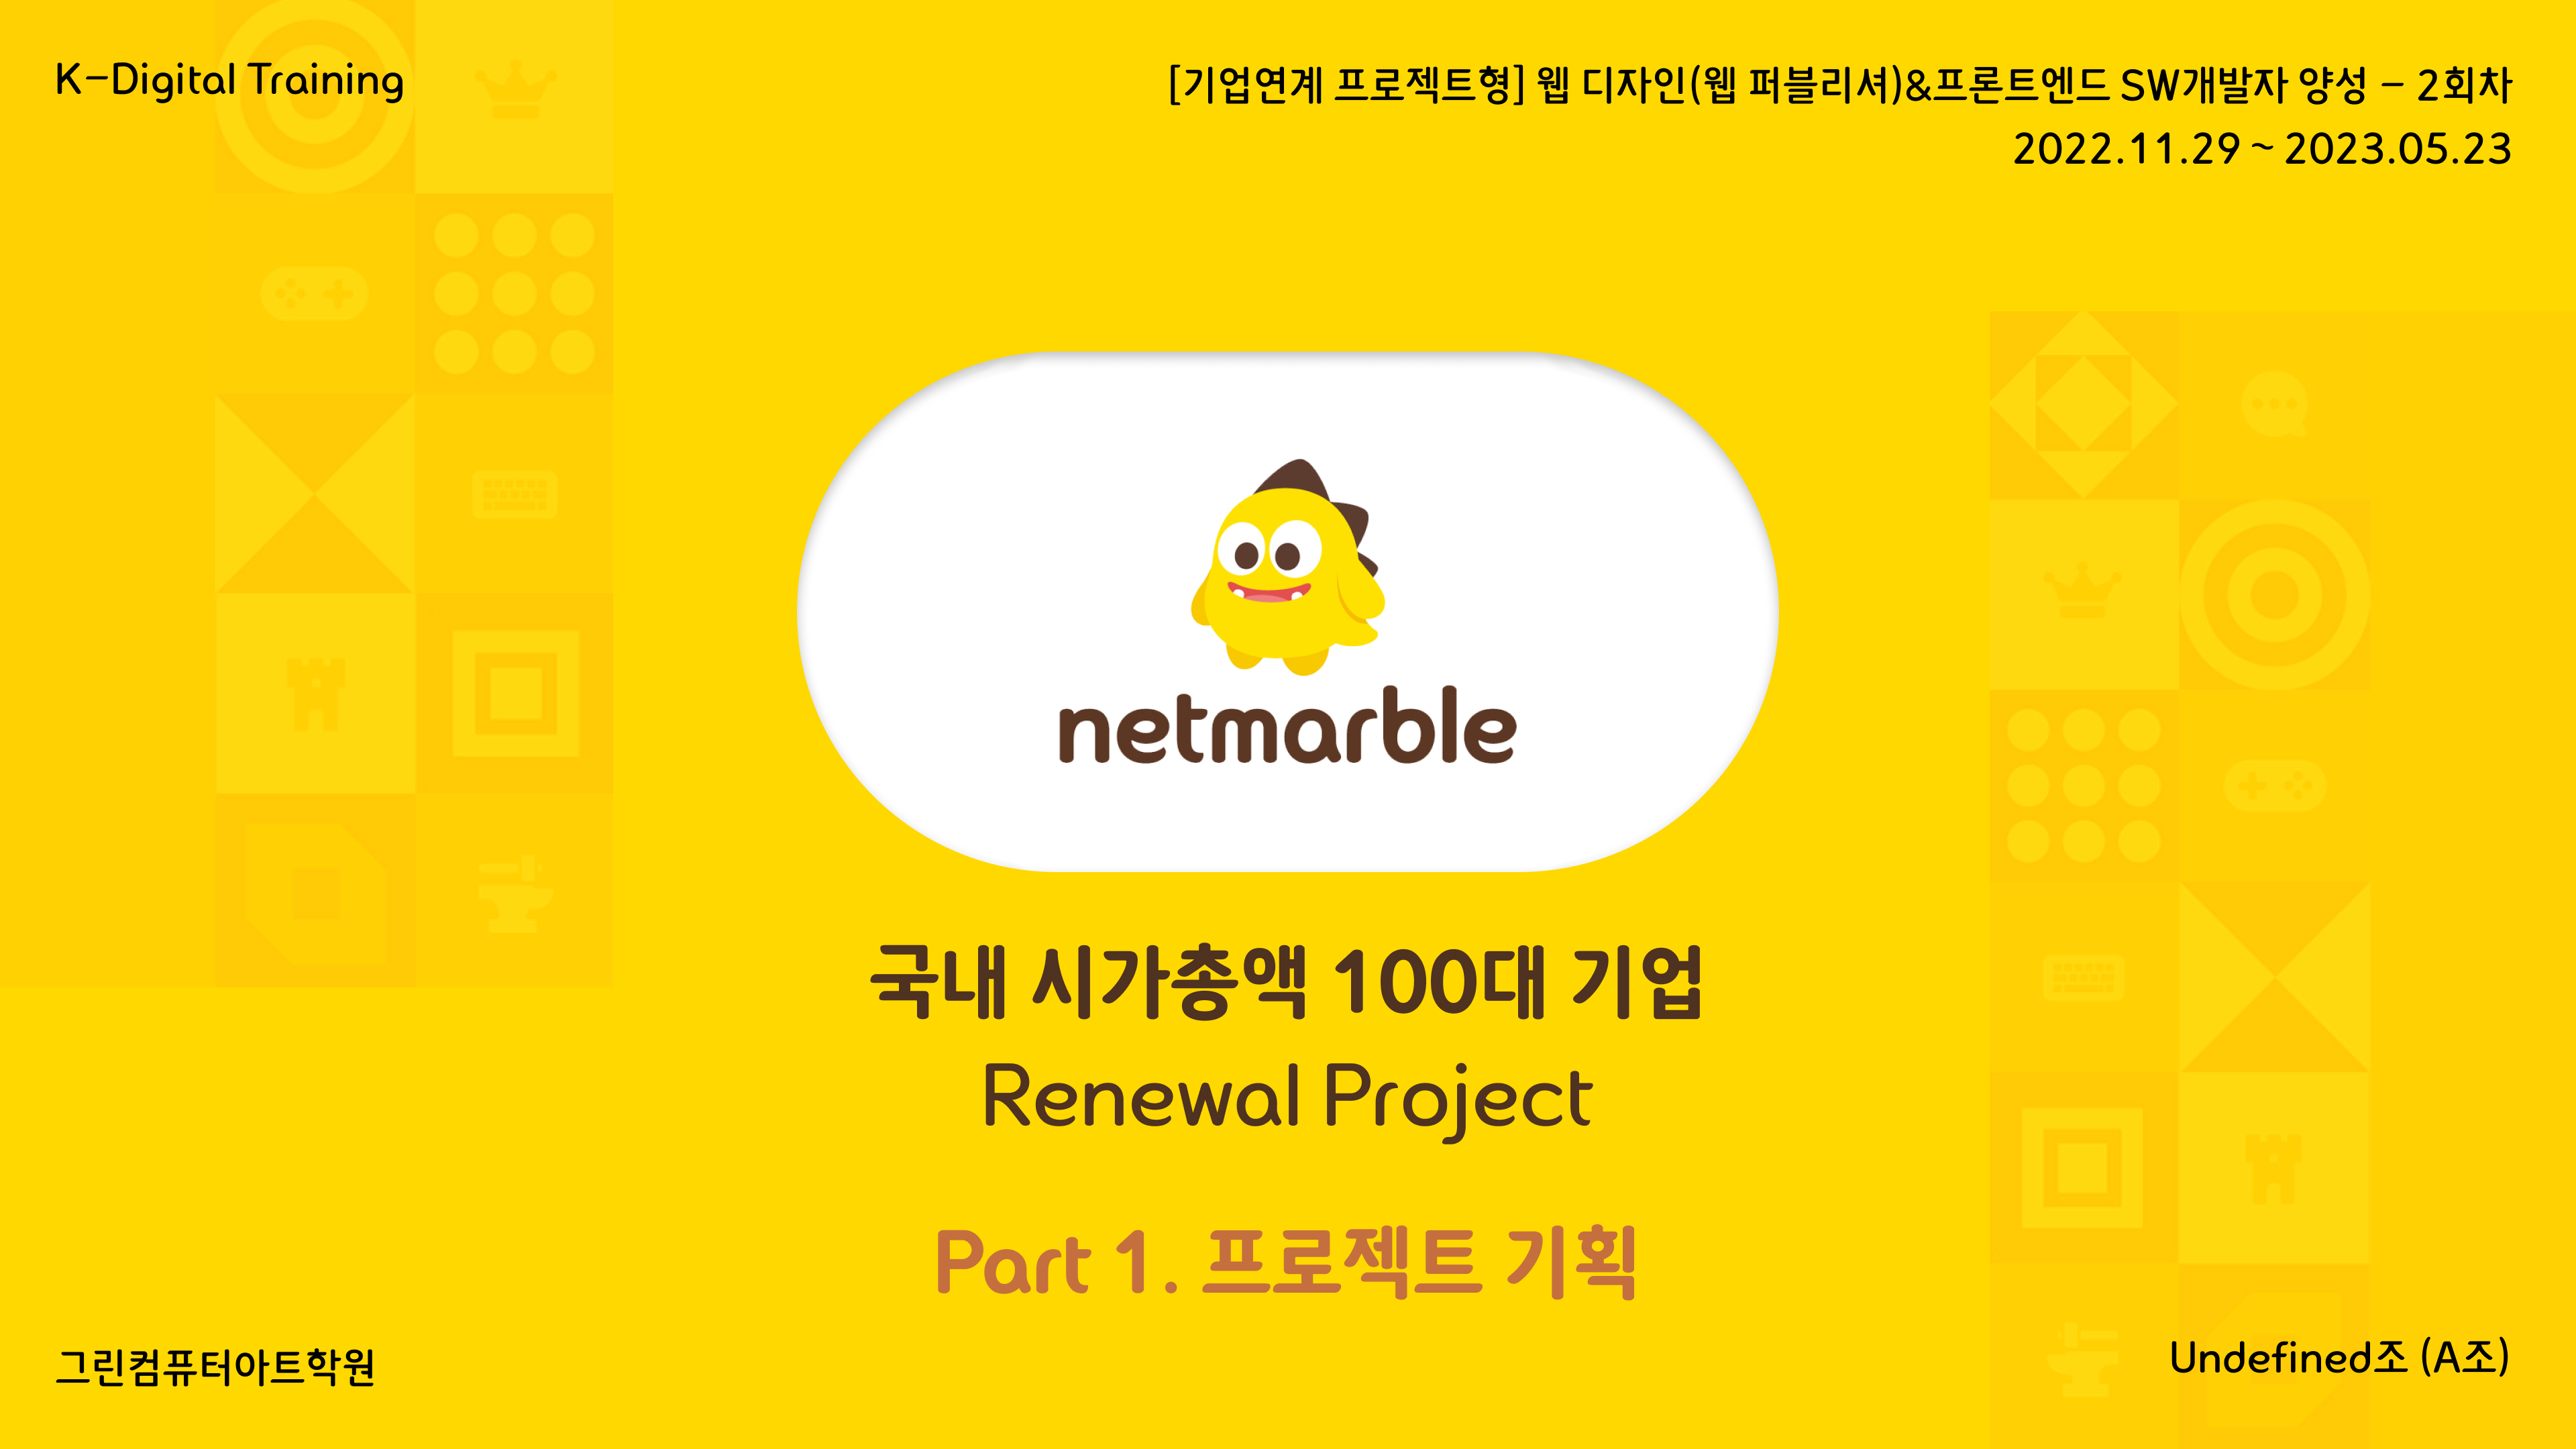 K-Digital Training
[기업연계 프로젝트형] 웹 디자인(웹 퍼블리셔)&프론트엔드 SW개발자 양성 - 2회차
2022.11.29 ~ 2023.05.23
netmarble
국내 시가총액 100대 기업
Renewal Project
Part 1. 프로젝트 기획
그린컴퓨터아트학원
Undefined조 (A조)